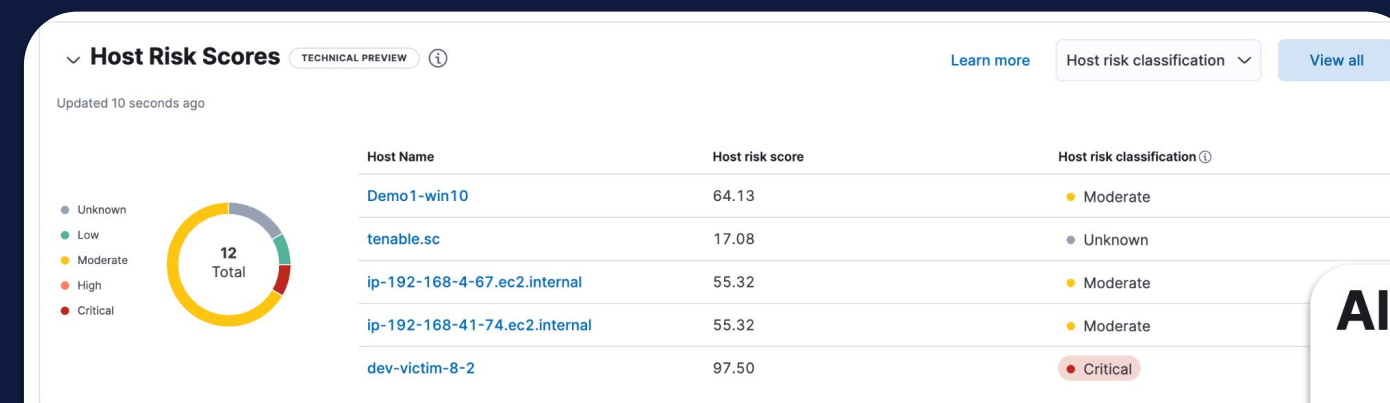 Host Risk Scores TECHNICAL PREVIEW
Learn more Host risk classification View all
Updated 10 seconds ago
Host Name Host risk score Host risk classification
Demo1-win10 64.13 Moderate
tenable.sc 17.08 Unknown
ip-192-168-4-67.ec2.internal 55.32 Moderate
ip-192-168-41-74.ec2.internal 55.32 Moderate
dev-victim-8-2 97.50 Critical
Unknown
Low
Moderate
High
Critical
12
Total